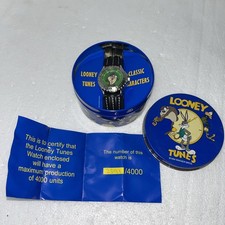 LOONEY
TUNES
CLASSIC
CHARACTERS
LOONEY
TUNES
This is to certify
that the Looney Tunes
Watch enclosed
will have a
maximum production
of 4000 units
The number of this
watch is
/4000